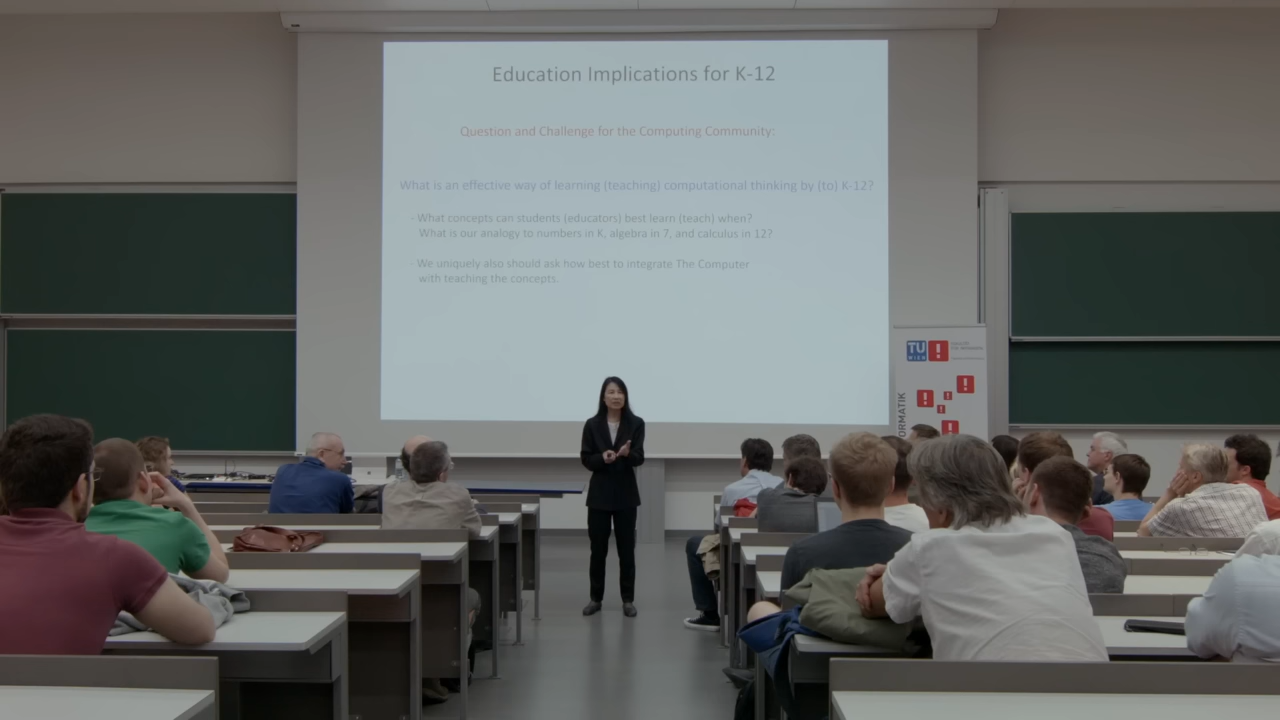 Education Implications for K-12
Question and Challenge for the Computing Community:
What is an effective way of learning (teaching) computational thinking by (to) K-12?
- What concepts can students (educators) best learn (teach) when?
What is our analogy to numbers in K, algebra in 7, and calculus in 12?
- We uniquely also should ask how best to integrate The Computer
with teaching the concepts.
TU
WIEN
ORMATIK